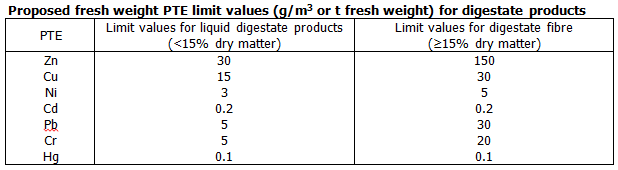 Proposed fresh weight PTE limit values (g/m³ or t fresh weight) for digestate products
PTE Limit values for liquid digestate products (<15% dry matter) Limit values for digestate fibre (≥15% dry matter)
Zn 30 150
Cu 15 30
Ni 3 5
Cd 0.2 0.2
Pb 5 30
Cr 5 20
Hg 0.1 0.1